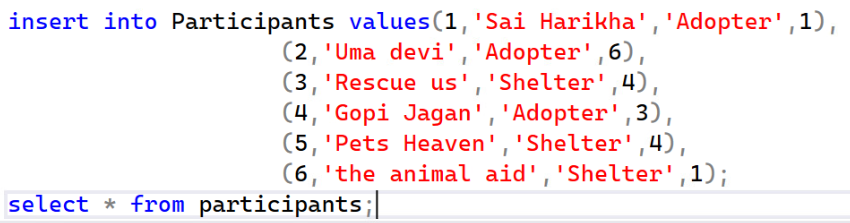 insert into Participants values(1,'Sai Harikha','Adopter',1),
(2,'Uma devi','Adopter',6),
(3,'Rescue us','Shelter',4),
(4,'Gopi Jagan','Adopter',3),
(5,'Pets Heaven','Shelter',4),
(6,'the animal aid','Shelter',1);
select * from participants;